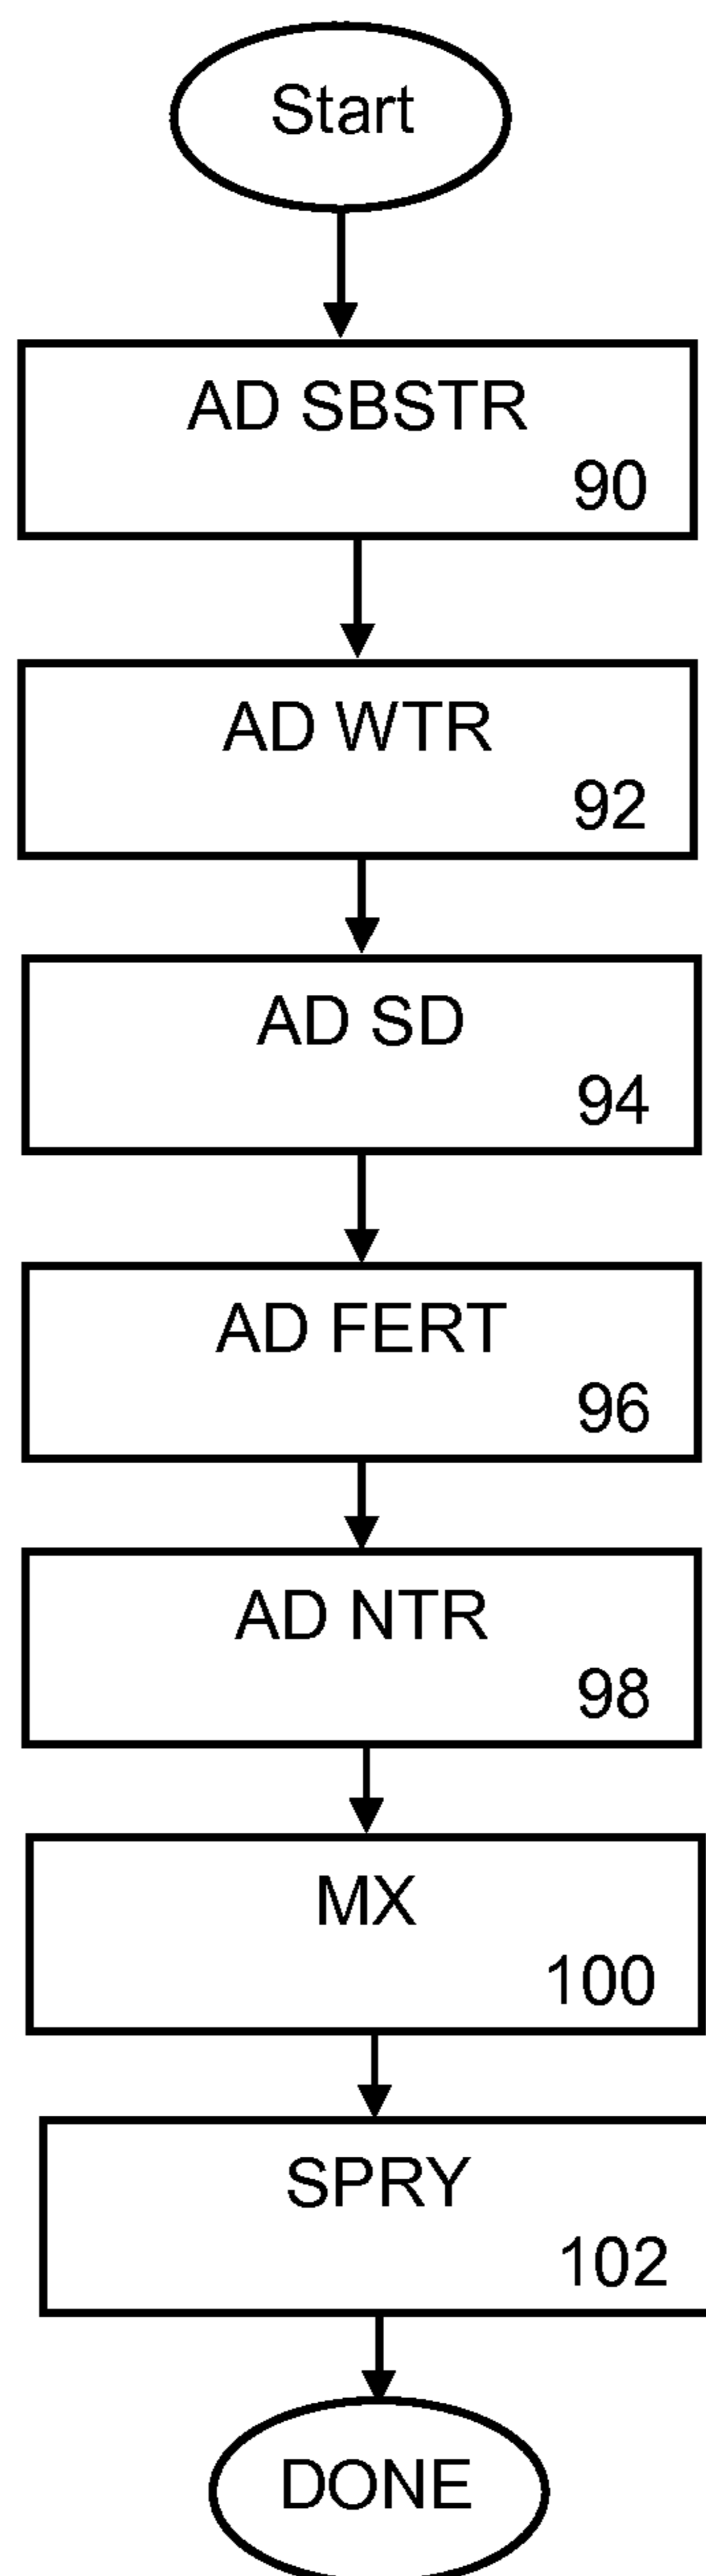 Start
AD SBSTR
90
AD WTR
92
AD SD
94
AD FERT
96
AD NTR
98
MX
100
SPRY
102
DONE